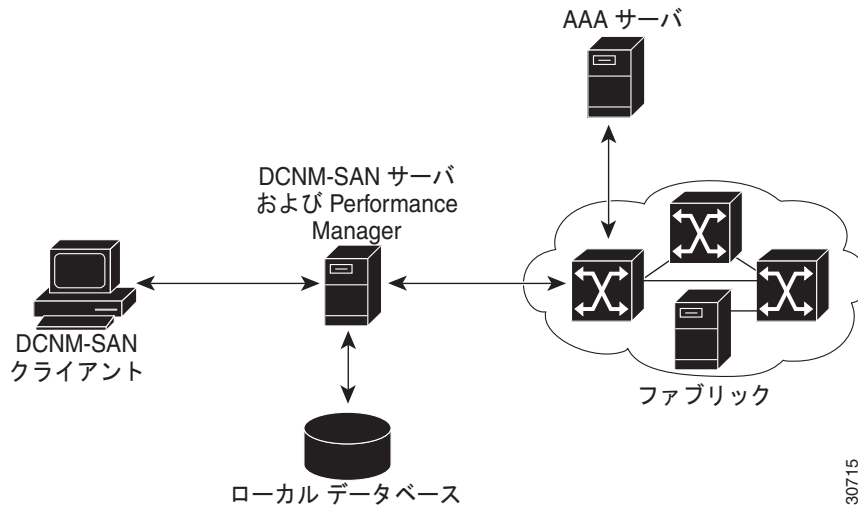 AAA サーバ
DCNM-SAN サーバ
および Performance
Manager
DCNM-SAN
クライアント
ファブリック
ローカル データベース
30715